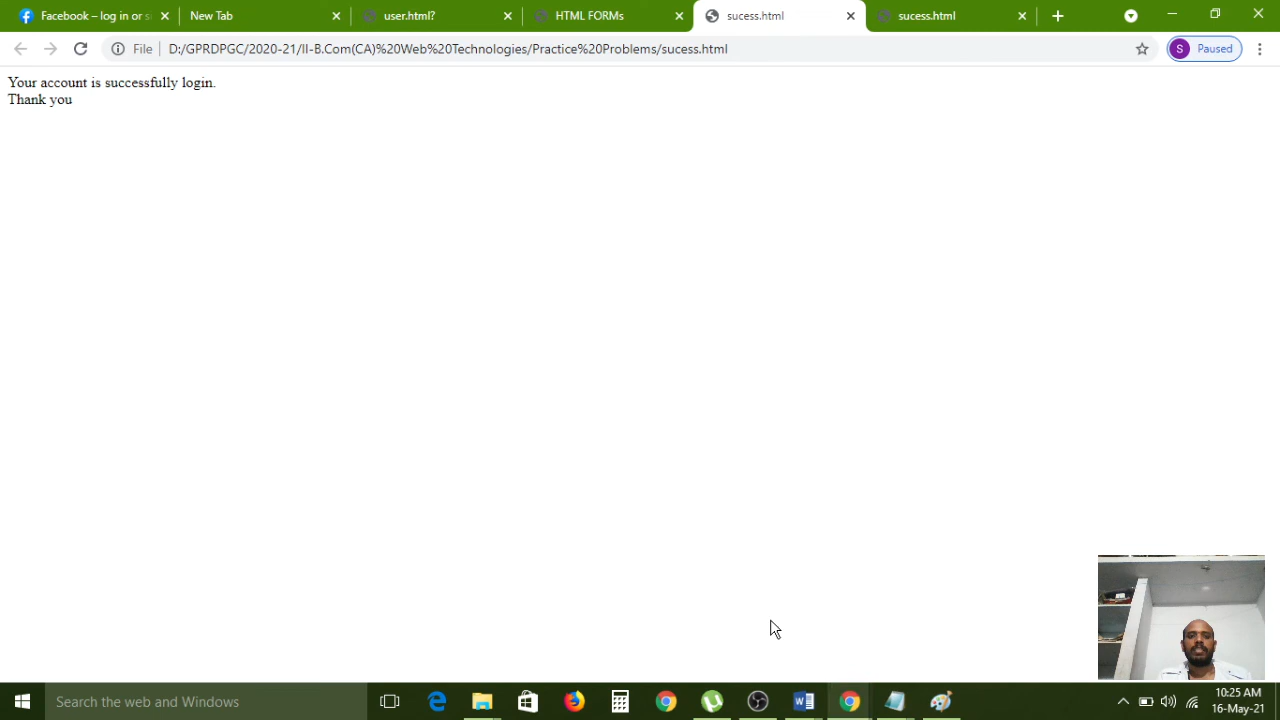 Facebook – log in or s
New Tab
user.html?
HTML FORMs
sucess.html
sucess.html
File
D:/GPRDPGC/2020-21/II-B.Com(CA)%20Web%20Technologies/Practice%20Problems/sucess.html
S
Paused
Your account is successfully login.
Thank you
Search the web and Windows
10:25 AM
16-May-21